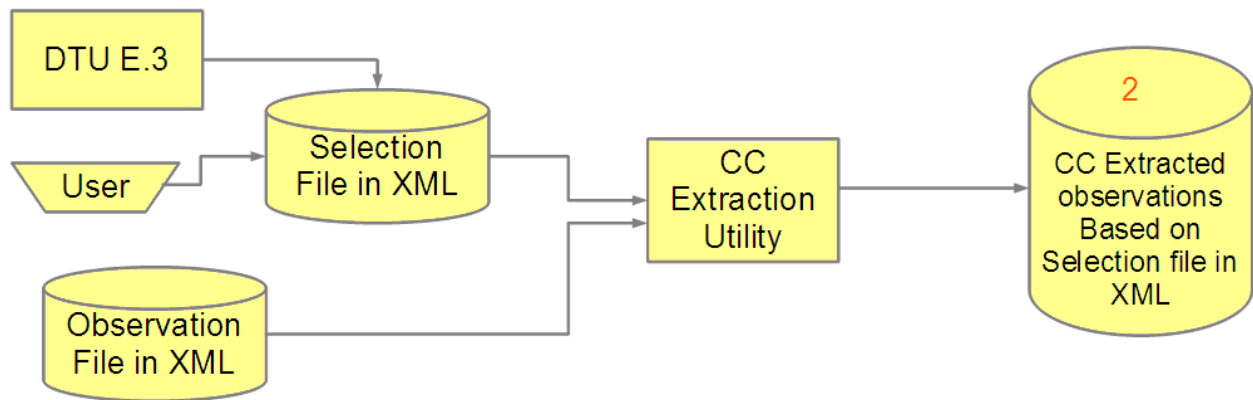 DTU E.3
Selection
File in XML
User
Observation
File in XML
CC
Extraction
Utility
2
CC Extracted
observations
Based on
Selection file in
XML